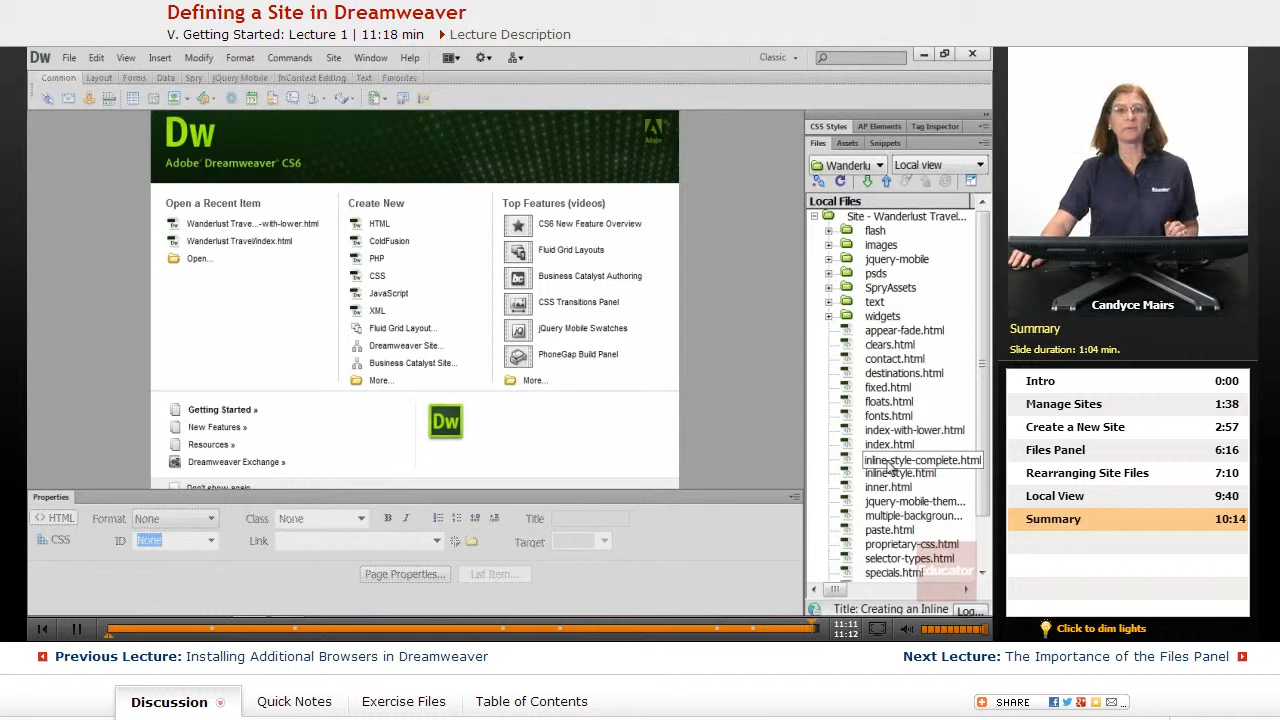 Defining a Site in Dreamweaver
V. Getting Started: Lecture 1 | 11:18 min
Lecture Description
Dw File Edit View Insert Modify Format Commands Site Window Help
Classic
Common Layout Forms Data Spry jQuery Mobile InContext Editing Text Favorites
Dw
Adobe® Dreamweaver® CS6
Adobe
Open a Recent Item
Wanderlust Trave...-with-lower.html
Wanderlust Travel/index.html
Open...
Create New
HTML
ColdFusion
PHP
CSS
JavaScript
XML
Fluid Grid Layout...
Dreamweaver Site...
Business Catalyst Site...
More...
Top Features (videos)
CS6 New Feature Overview
Fluid Grid Layouts
Business Catalyst Authoring
CSS Transitions Panel
jQuery Mobile Swatches
PhoneGap Build Panel
More...
Getting Started »
New Features »
Resources »
Dreamweaver Exchange »
Dw
Don't show again
CSS Styles AP Elements Tag Inspector
Files Assets Snippets
Wanderlu Local view
Local Files
Site - Wanderlust Travel...
flash
images
jquery-mobile
psds
SpryAssets
text
widgets
appear-fade.html
clears.html
contact.html
destinations.html
fixed.html
floats.html
fonts.html
index-with-lower.html
index.html
inline-style-complete.html
inline-style.html
inner.html
jquery-mobile-them...
multiple-backgroun...
paste.html
proprietary-css.html
selector-types.html
specials.html
Educator
Title: Creating an Inline Log...
Properties
HTML Format None Class None B I Title
CSS ID None Link Target
Page Properties... List Item...
11:11
11:12
Educator
Candyce Mairs
Summary
Slide duration: 1:04 min.
Intro 0:00
Manage Sites 1:38
Create a New Site 2:57
Files Panel 6:16
Rearranging Site Files 7:10
Local View 9:40
Summary 10:14
Click to dim lights
Previous Lecture: Installing Additional Browsers in Dreamweaver
Next Lecture: The Importance of the Files Panel
Discussion Quick Notes Exercise Files Table of Contents
SHARE